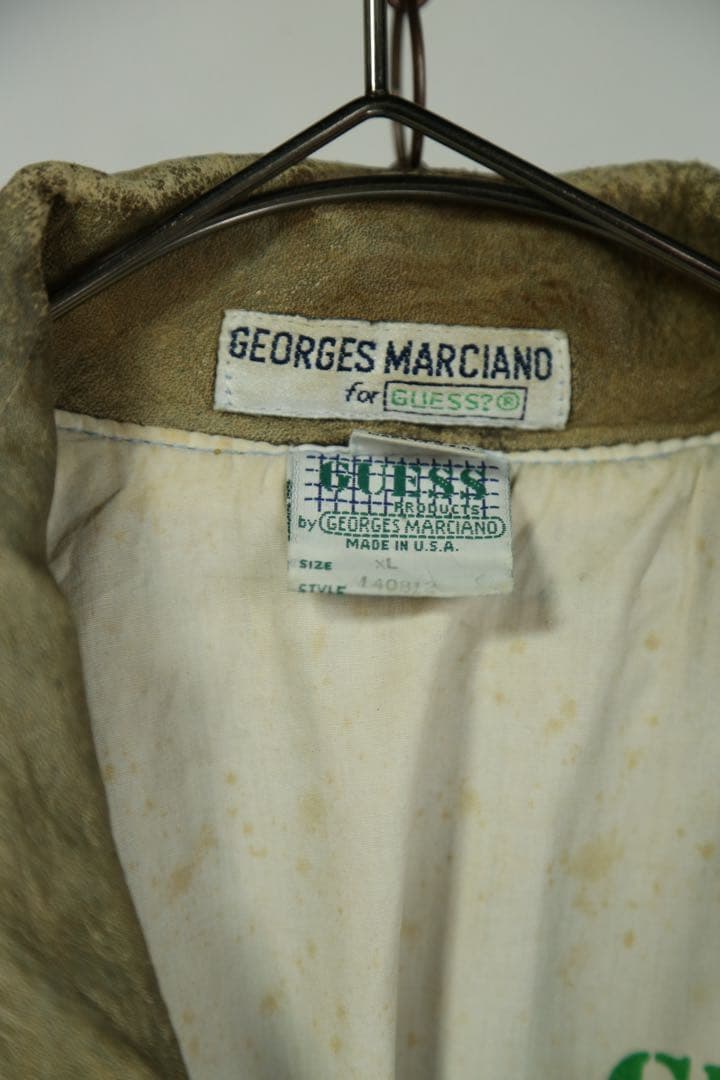 GEORGES MARCIANO
for GUESS?®
GUESS
PRODUCTS
by GEORGES MARCIANO
MADE IN U.S.A.
SIZE XL
STYLE